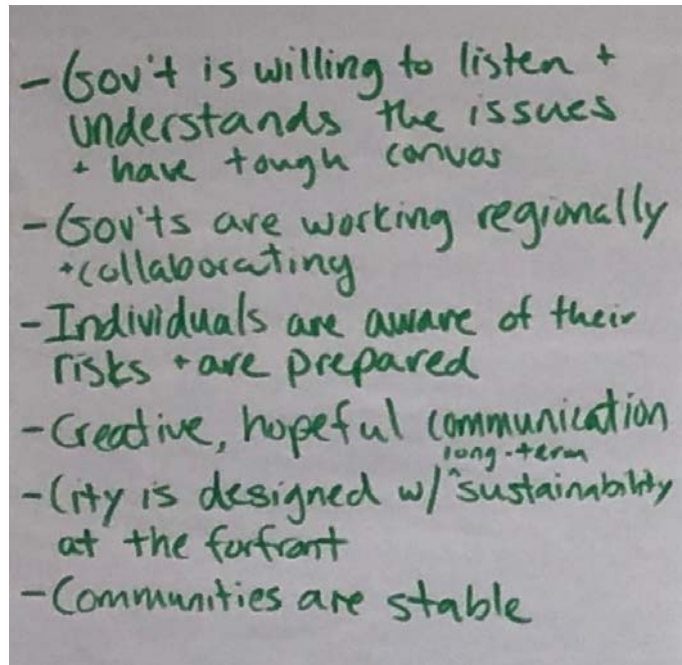 - Gov't is willing to listen +
understands the issues
+ have tough convos
- Gov'ts are working regionally
+ collaborating
- Individuals are aware of their
risks + are prepared
- Creative, hopeful communication
long-term
- City is designed w/ ^sustainability
at the forfront
- Communities are stable